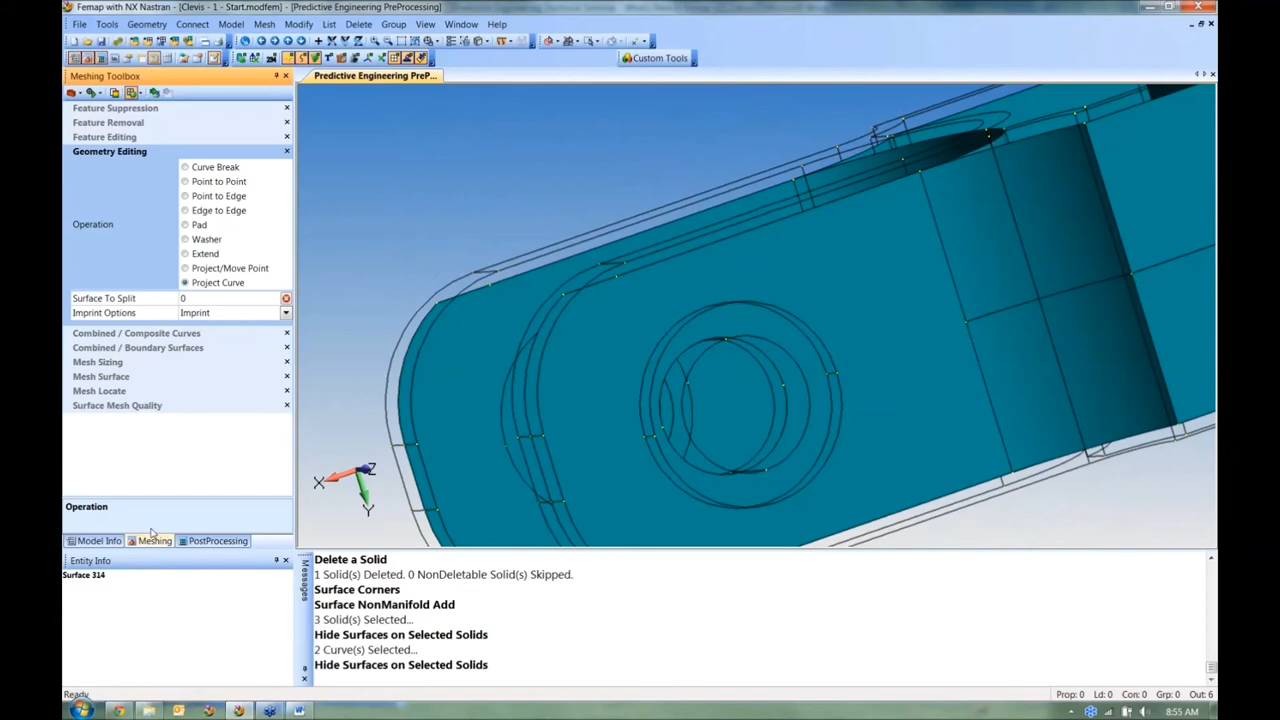 Femap with NX Nastran - [Clevis - 1 - Start.modfem] - [Predictive Engineering PreProcessing]
File Tools Geometry Connect Model Mesh Modify List Delete Group View Window Help
Custom Tools
Meshing Toolbox
Predictive Engineering PreP...
Feature Suppression
Feature Removal
Feature Editing
Geometry Editing
Operation
Curve Break
Point to Point
Point to Edge
Edge to Edge
Pad
Washer
Extend
Project/Move Point
Project Curve
Surface To Split 0
Imprint Options Imprint
Combined / Composite Curves
Combined / Boundary Surfaces
Mesh Sizing
Mesh Surface
Mesh Locate
Surface Mesh Quality
X
Y
Z
Operation
Model Info Meshing PostProcessing
Entity Info
Surface 314
Messages
Delete a Solid
1 Solid(s) Deleted. 0 NonDeletable Solid(s) Skipped.
Surface Corners
Surface NonManifold Add
3 Solid(s) Selected...
Hide Surfaces on Selected Solids
2 Curve(s) Selected...
Hide Surfaces on Selected Solids
Ready
Prop: 0 Ld: 0 Con: 0 Grp: 0 Out: 6
8:55 AM